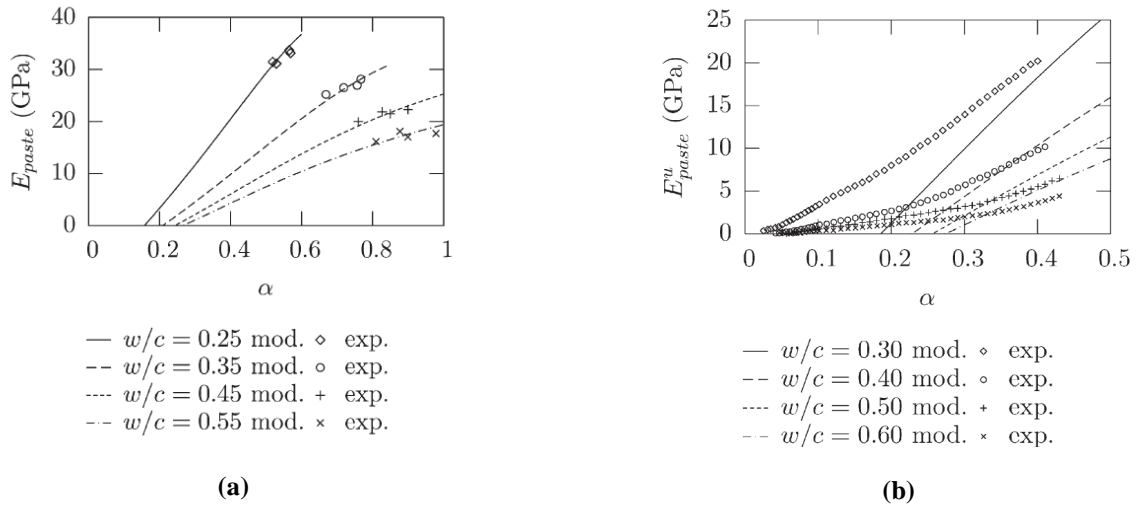 40
30
20
10
0
E_paste (GPa)
0 0.2 0.4 0.6 0.8 1
α
w/c = 0.25 mod. exp.
w/c = 0.35 mod. exp.
w/c = 0.45 mod. exp.
w/c = 0.55 mod. exp.
(a)
25
20
15
10
5
0
E^u_paste (GPa)
0 0.1 0.2 0.3 0.4 0.5
α
w/c = 0.30 mod. exp.
w/c = 0.40 mod. exp.
w/c = 0.50 mod. exp.
w/c = 0.60 mod. exp.
(b)